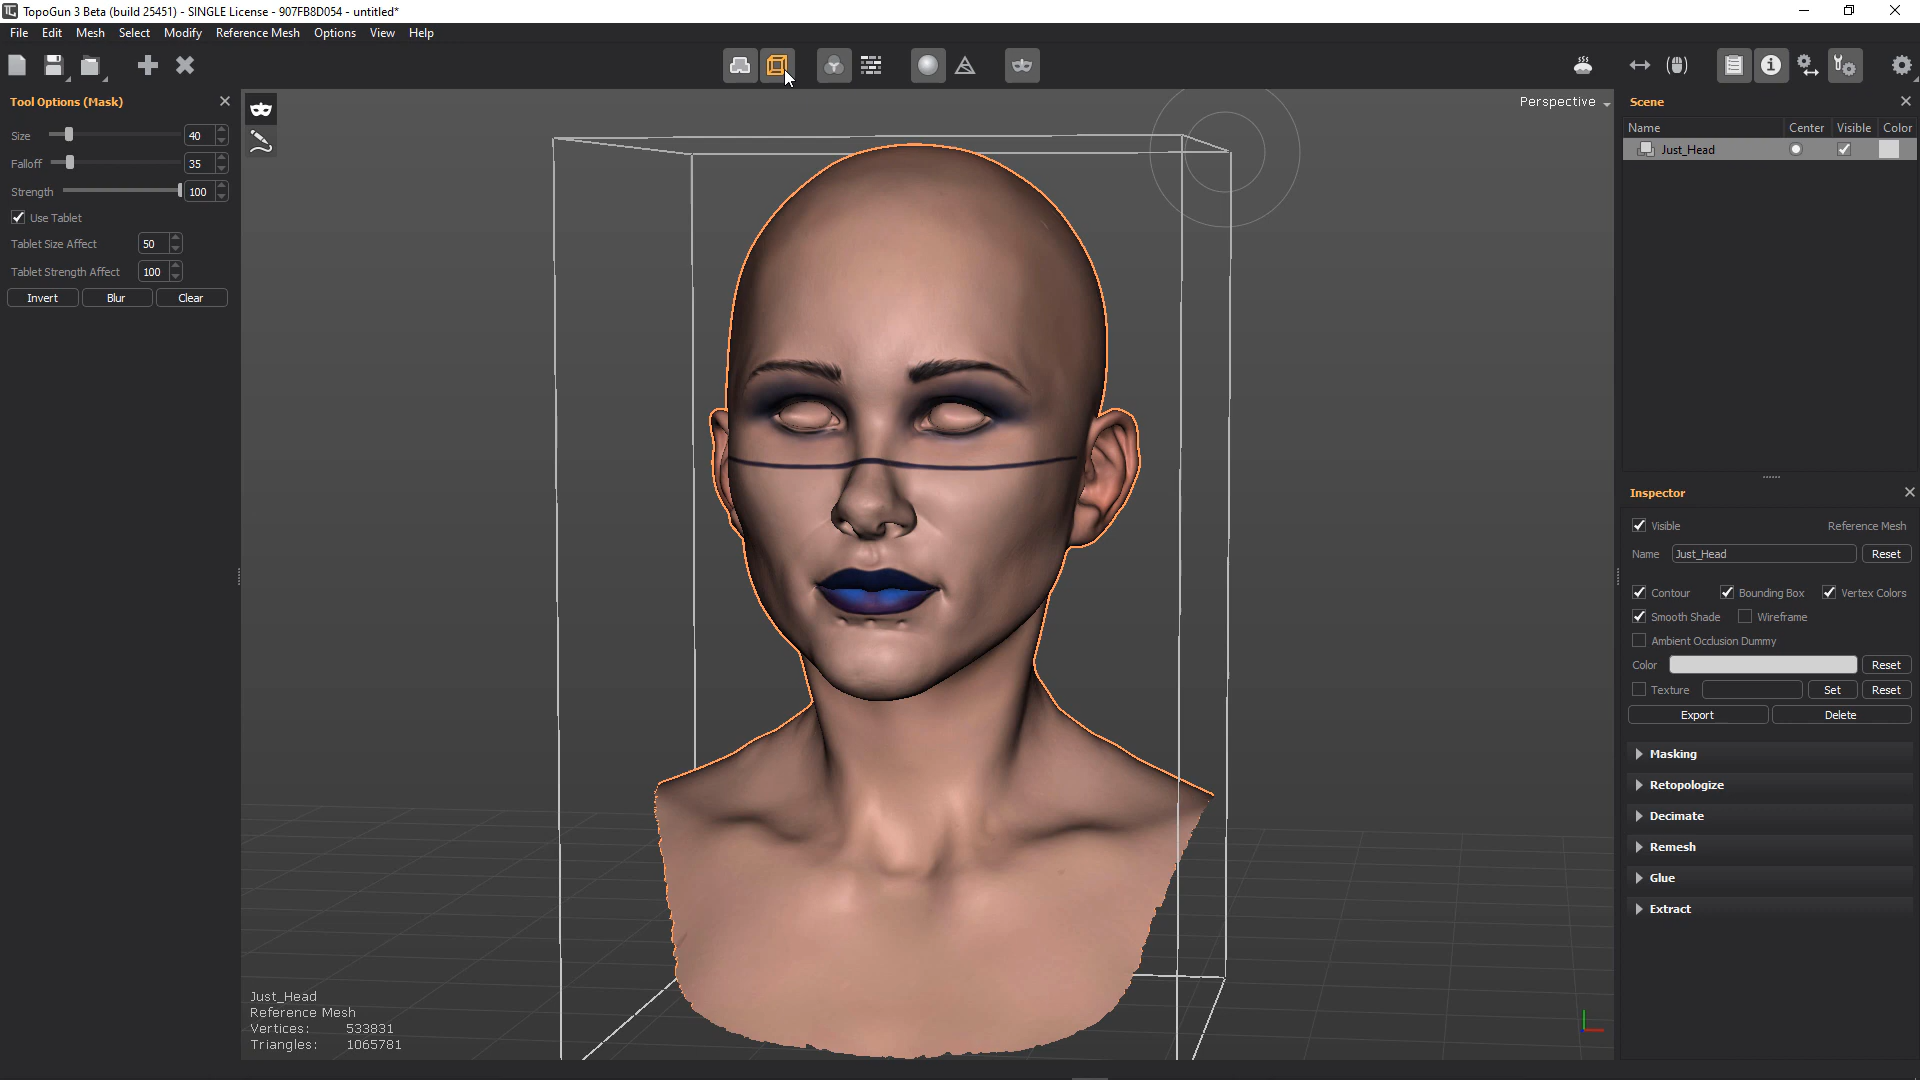 TopoGun 3 Beta (build 25451) - SINGLE License - 907FB8D054 - untitled*
File Edit Mesh Select Modify Reference Mesh Options View Help
Tool Options (Mask)
Size 40
Falloff 35
Strength 100
Use Tablet
Tablet Size Affect 50
Tablet Strength Affect 100
Invert Blur Clear
Perspective
Just_Head
Reference Mesh
Vertices: 533831
Triangles: 1065781
Scene
Name Center Visible Color
Just_Head
Inspector
Visible Reference Mesh
Name Just_Head Reset
Contour Bounding Box Vertex Colors
Smooth Shade Wireframe
Ambient Occlusion Dummy
Color Reset
Texture Set Reset
Export Delete
Masking
Retopologize
Decimate
Remesh
Glue
Extract